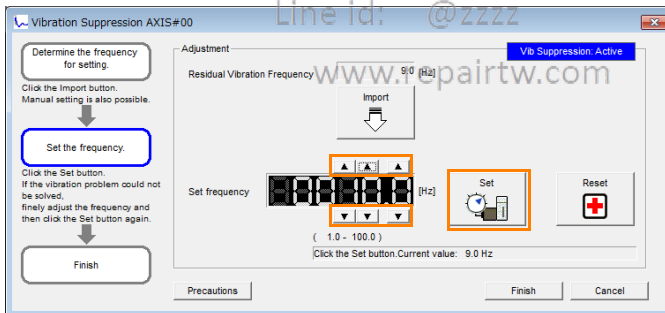 Vibration Suppression AXIS#00
Line id: @zzzz
Determine the frequency
for setting.
Click the Import button.
Manual setting is also possible.
Set the frequency.
Click the Set button.
If the vibration problem could not
be solved,
finely adjust the frequency and
then click the Set button again.
Finish
Adjustment
Vib Suppression: Active
Residual Vibration Frequency
9.0 [Hz]
www.repairtw.com
Import
Set frequency
[Hz]
Set
Reset
( 1.0 - 100.0 )
Click the Set button.Current value: 9.0 Hz
Precautions
Finish
Cancel